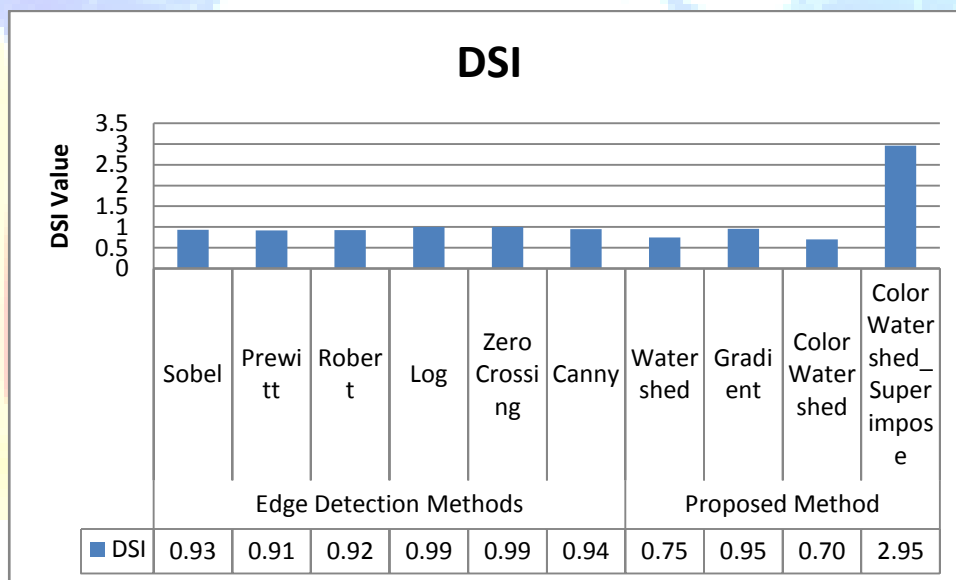 DSI
DSI Value
3.5
3
2.5
2
1.5
1
0.5
0
Sobel
Prewi
tt
Rober
t
Log
Zero
Crossi
ng
Canny
Water
shed
Gradi
ent
Color
Water
shed
Color
Water
shed_
Super
impos
e
Edge Detection Methods
Proposed Method
DSI 0.93 0.91 0.92 0.99 0.99 0.94 0.75 0.95 0.70 2.95